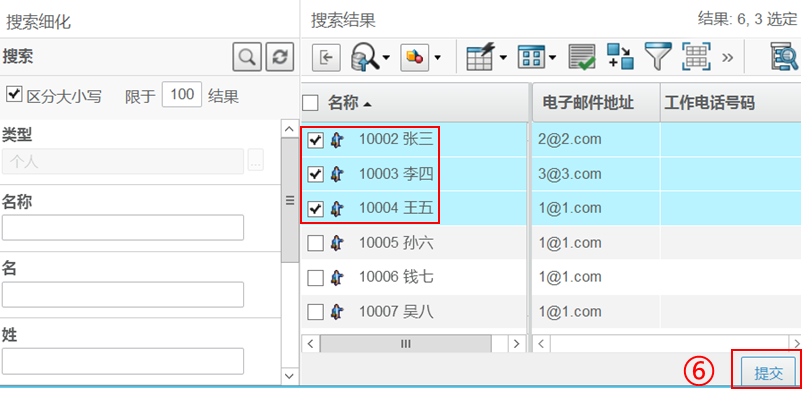 搜索细化
搜索
区分大小写 限于 100 结果
类型
个人
...
名称
名
姓
搜索结果
结果: 6, 3 选定
»
名称 电子邮件地址 工作电话号码
10002 张三 2@2.com
10003 李四 3@3.com
10004 王五 1@1.com
10005 孙六 1@1.com
10006 钱七 1@1.com
10007 吴八 1@1.com
⑥ 提交